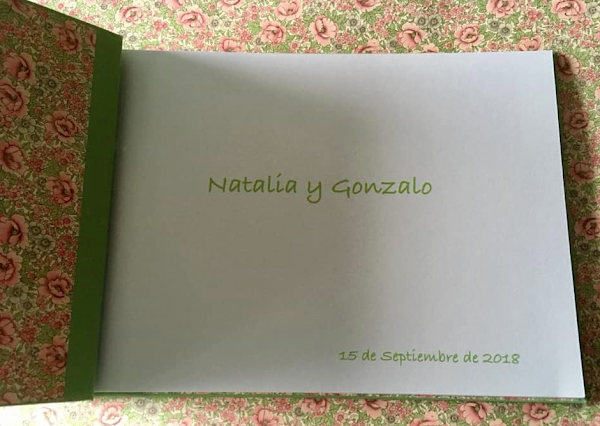 Natalia y Gonzalo
15 de Septiembre de 2018